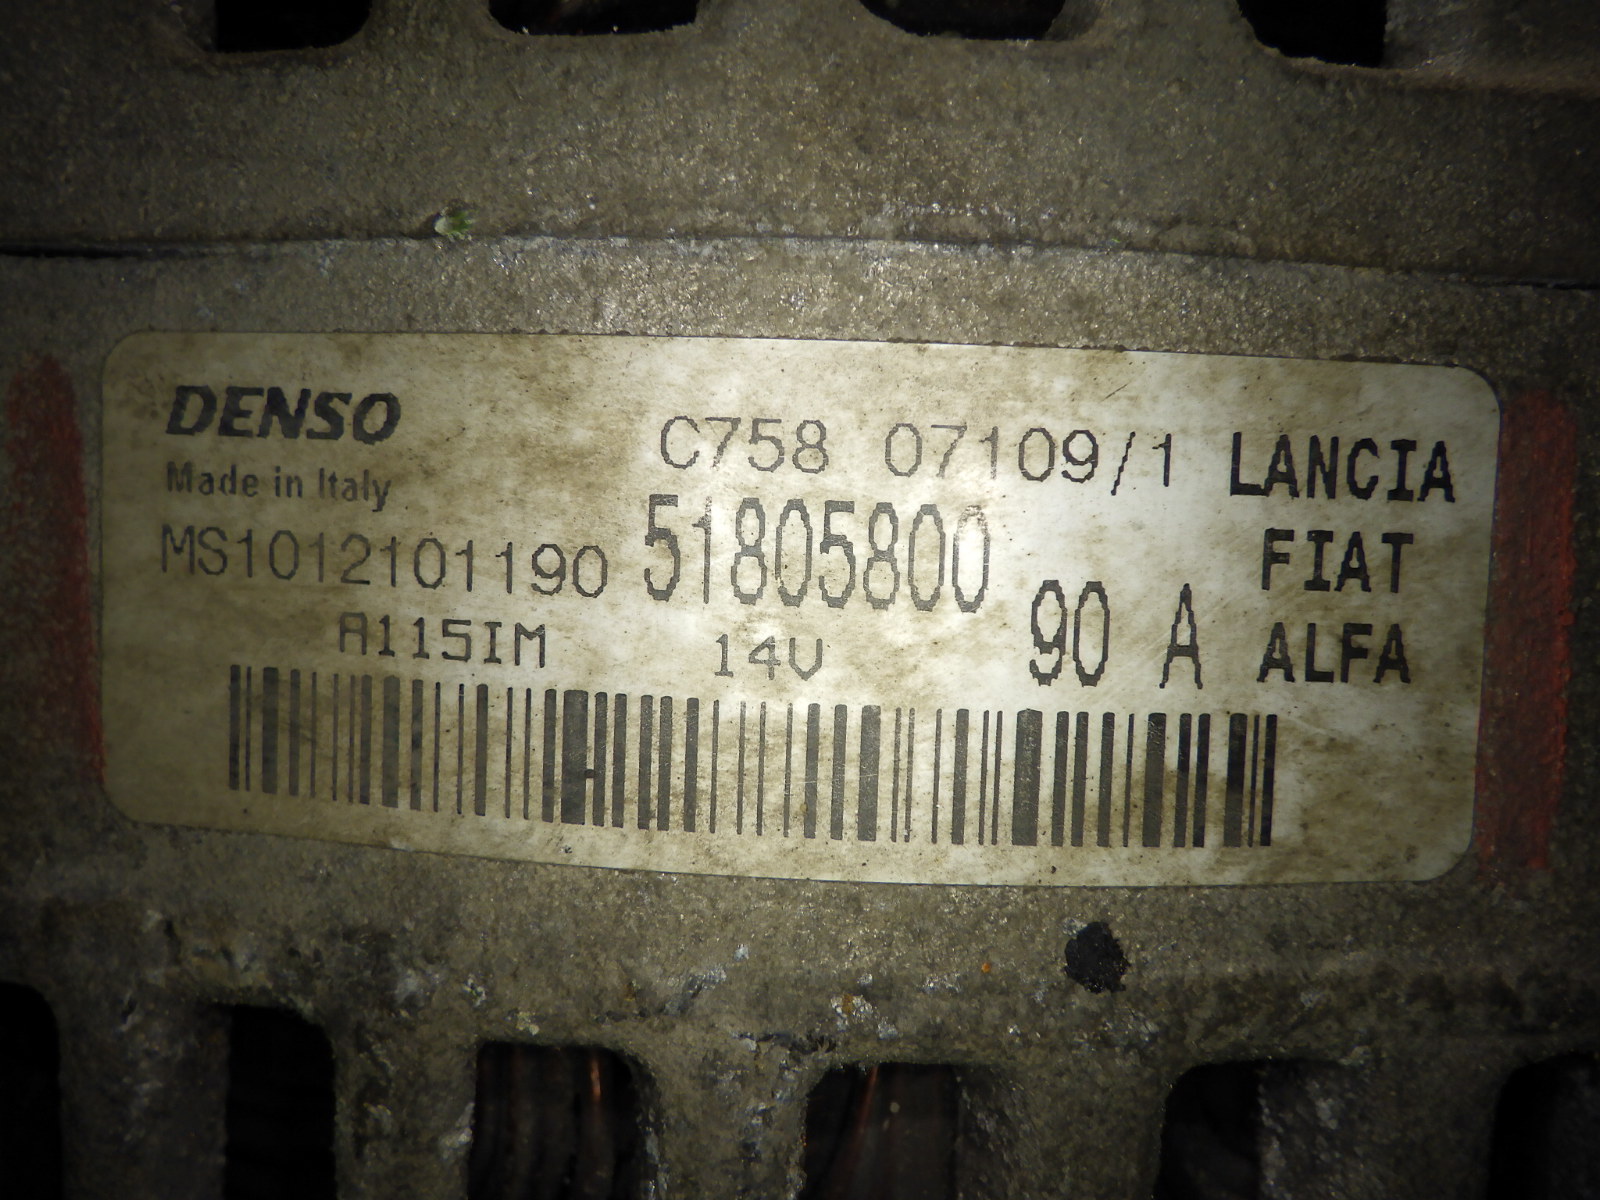 DENSO
Made in Italy
C758 07109/1
MS1012101190
51805800
A115IM
14V
90 A
LANCIA
FIAT
ALFA